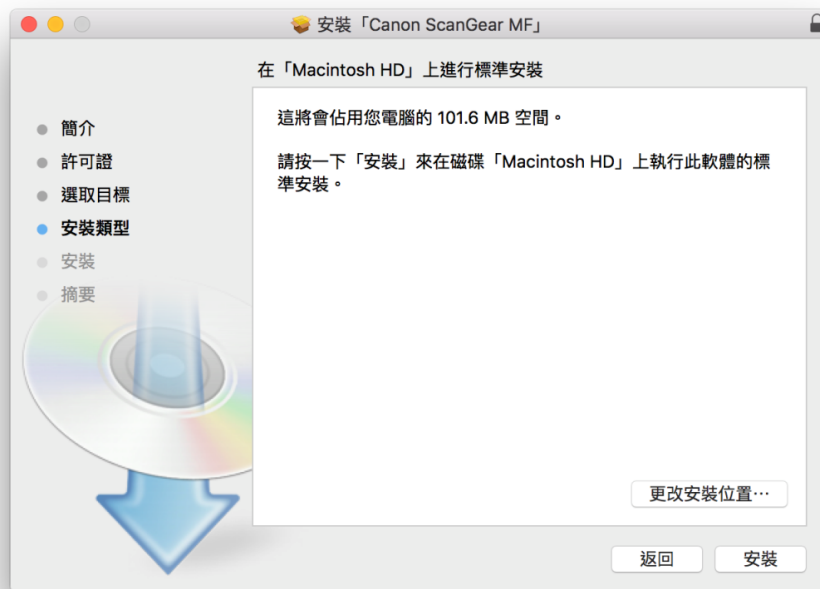 安裝「Canon ScanGear MF」
在「Macintosh HD」上進行標準安裝
簡介
許可證
選取目標
安裝類型
安裝
摘要
這將會佔用您電腦的 101.6 MB 空間。
請按一下「安裝」來在磁碟「Macintosh HD」上執行此軟體的標
準安裝。
更改安裝位置⋯
返回
安裝